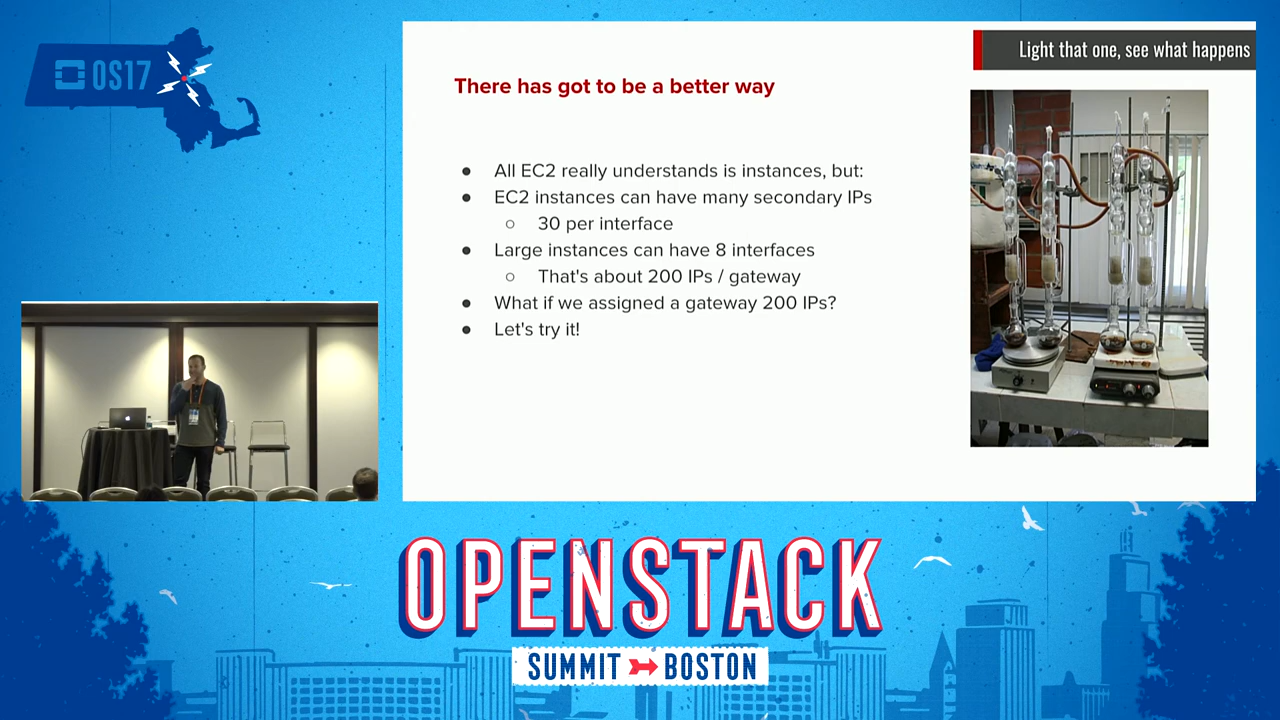 OS17
Light that one, see what happens
There has got to be a better way
● All EC2 really understands is instances, but:
● EC2 instances can have many secondary IPs
○ 30 per interface
● Large instances can have 8 interfaces
○ That's about 200 IPs / gateway
● What if we assigned a gateway 200 IPs?
● Let's try it!
OPENSTACK
SUMMIT BOSTON